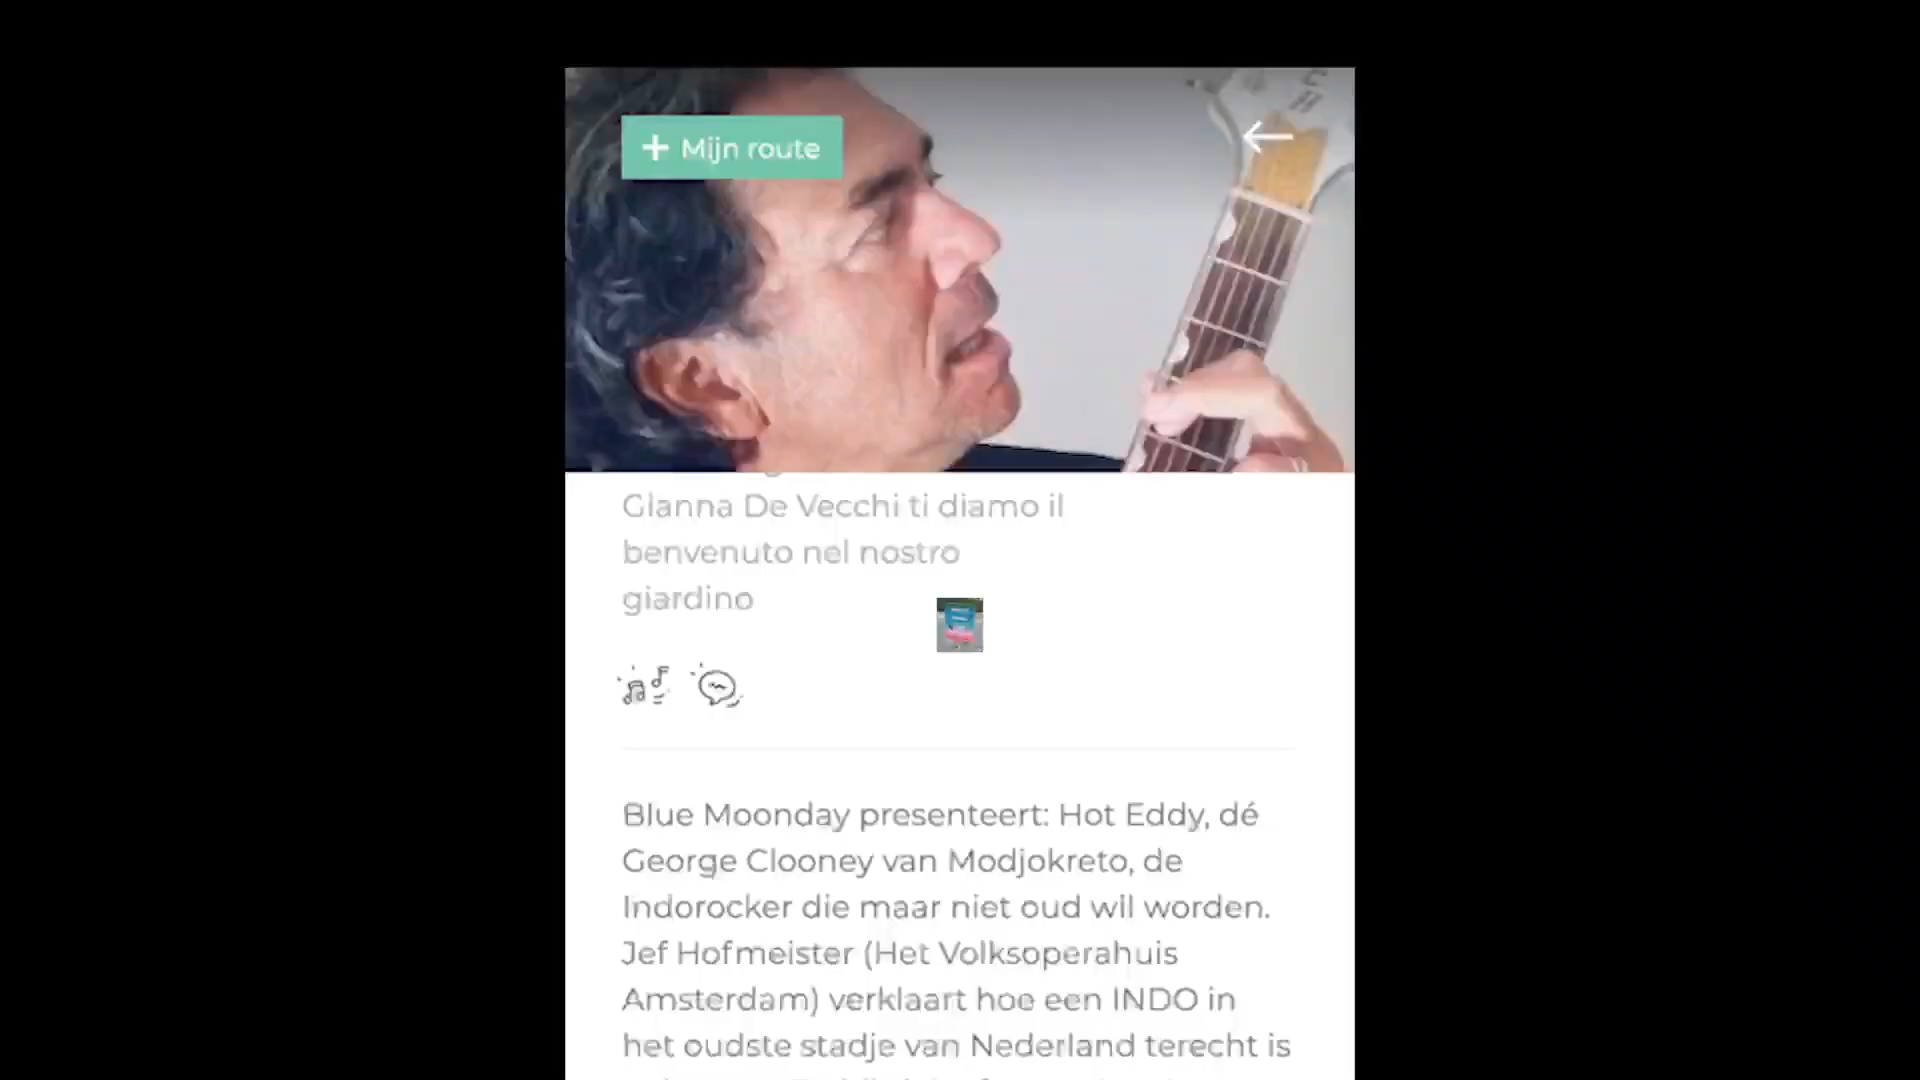 Mijn route
Gianna De Vecchi ti diamo il
benvenuto nel nostro
giardino
Blue Moonday presenteert: Hot Eddy, dé
George Clooney van Modjokreto, de
Indorocker die maar niet oud wil worden.
Jef Hofmeister (Het Volksoperahuis
Amsterdam) verklaart hoe een INDO in
het oudste stadje van Nederland terecht is